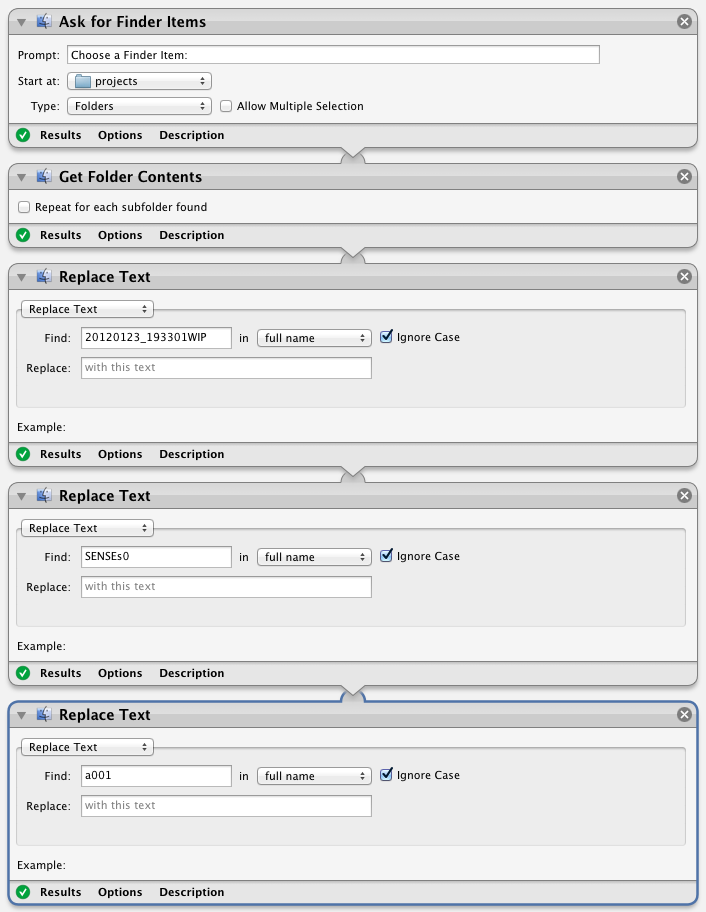 Ask for Finder Items
Prompt: Choose a Finder Item:
Start at: projects
Type: Folders Allow Multiple Selection
Results Options Description
Get Folder Contents
Repeat for each subfolder found
Results Options Description
Replace Text
Replace Text
Find: 20120123_193301WIP in full name Ignore Case
Replace: with this text
Example:
Results Options Description
Replace Text
Replace Text
Find: SENSEs0 in full name Ignore Case
Replace: with this text
Example:
Results Options Description
Replace Text
Replace Text
Find: a001 in full name Ignore Case
Replace: with this text
Example:
Results Options Description